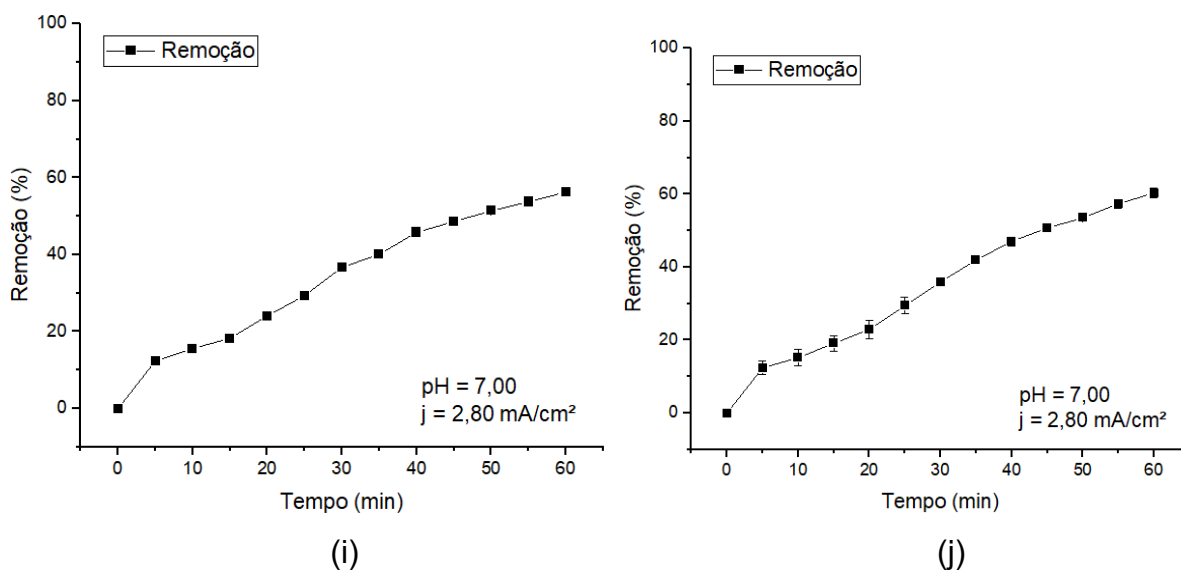 Remoção
Remoção (%)
100
80
60
40
20
0
pH = 7,00
j = 2,80 mA/cm²
0 10 20 30 40 50 60
Tempo (min)
(i)
Remoção
Remoção (%)
100
80
60
40
20
0
pH = 7,00
j = 2,80 mA/cm²
0 10 20 30 40 50 60
Tempo (min)
(j)